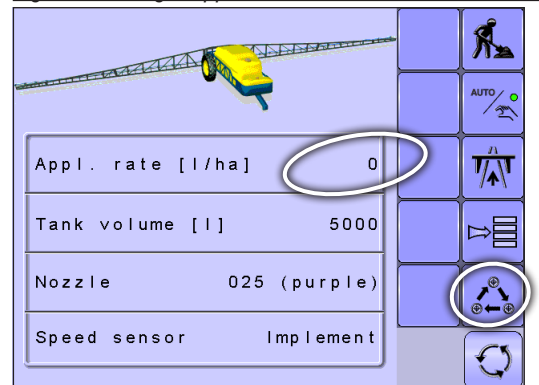 AUTO
Appl. rate [l/ha] 0
Tank volume [l] 5000
Nozzle 025 (purple)
Speed sensor Implement